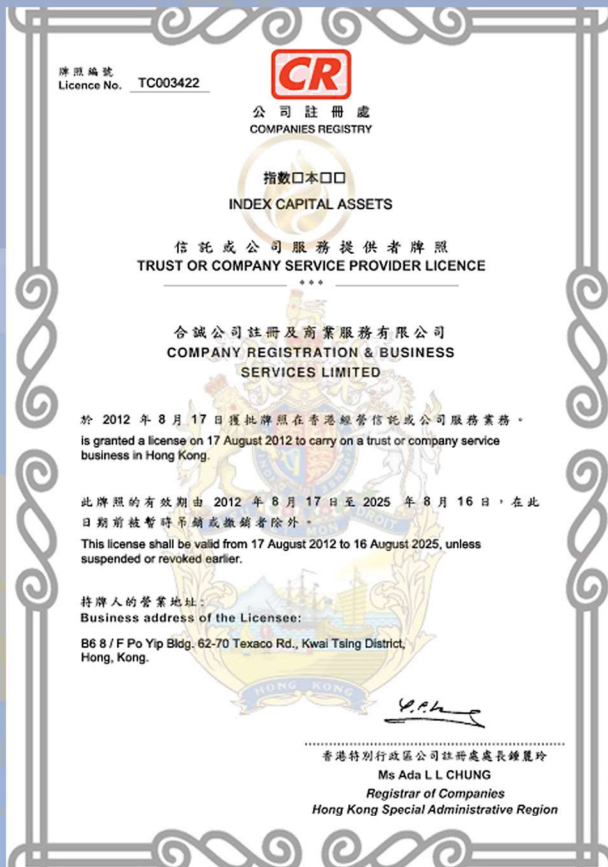 牌照編號
Licence No. TC003422
CR
公司註冊處
COMPANIES REGISTRY
指數口本口口
INDEX CAPITAL ASSETS
信託或公司服務提供者牌照
TRUST OR COMPANY SERVICE PROVIDER LICENCE
合誠公司註冊及商業服務有限公司
COMPANY REGISTRATION & BUSINESS
SERVICES LIMITED
於 2012 年 8 月 17 日獲批牌照在香港經營信託或公司服務業務。
is granted a license on 17 August 2012 to carry on a trust or company service
business in Hong Kong.
此牌照的有效期由 2012 年 8 月 17 日至 2025 年 8 月 16 日，在此
日期前被暫時吊銷或撤銷者除外。
This license shall be valid from 17 August 2012 to 16 August 2025, unless
suspended or revoked earlier.
持牌人的營業地址:
Business address of the Licensee:
B6 8 / F Po Yip Bldg. 62-70 Texaco Rd., Kwai Tsing District,
Hong, Kong.
HONG KONG
香港特別行政區公司註冊處處長鍾麗玲
Ms Ada L L CHUNG
Registrar of Companies
Hong Kong Special Administrative Region